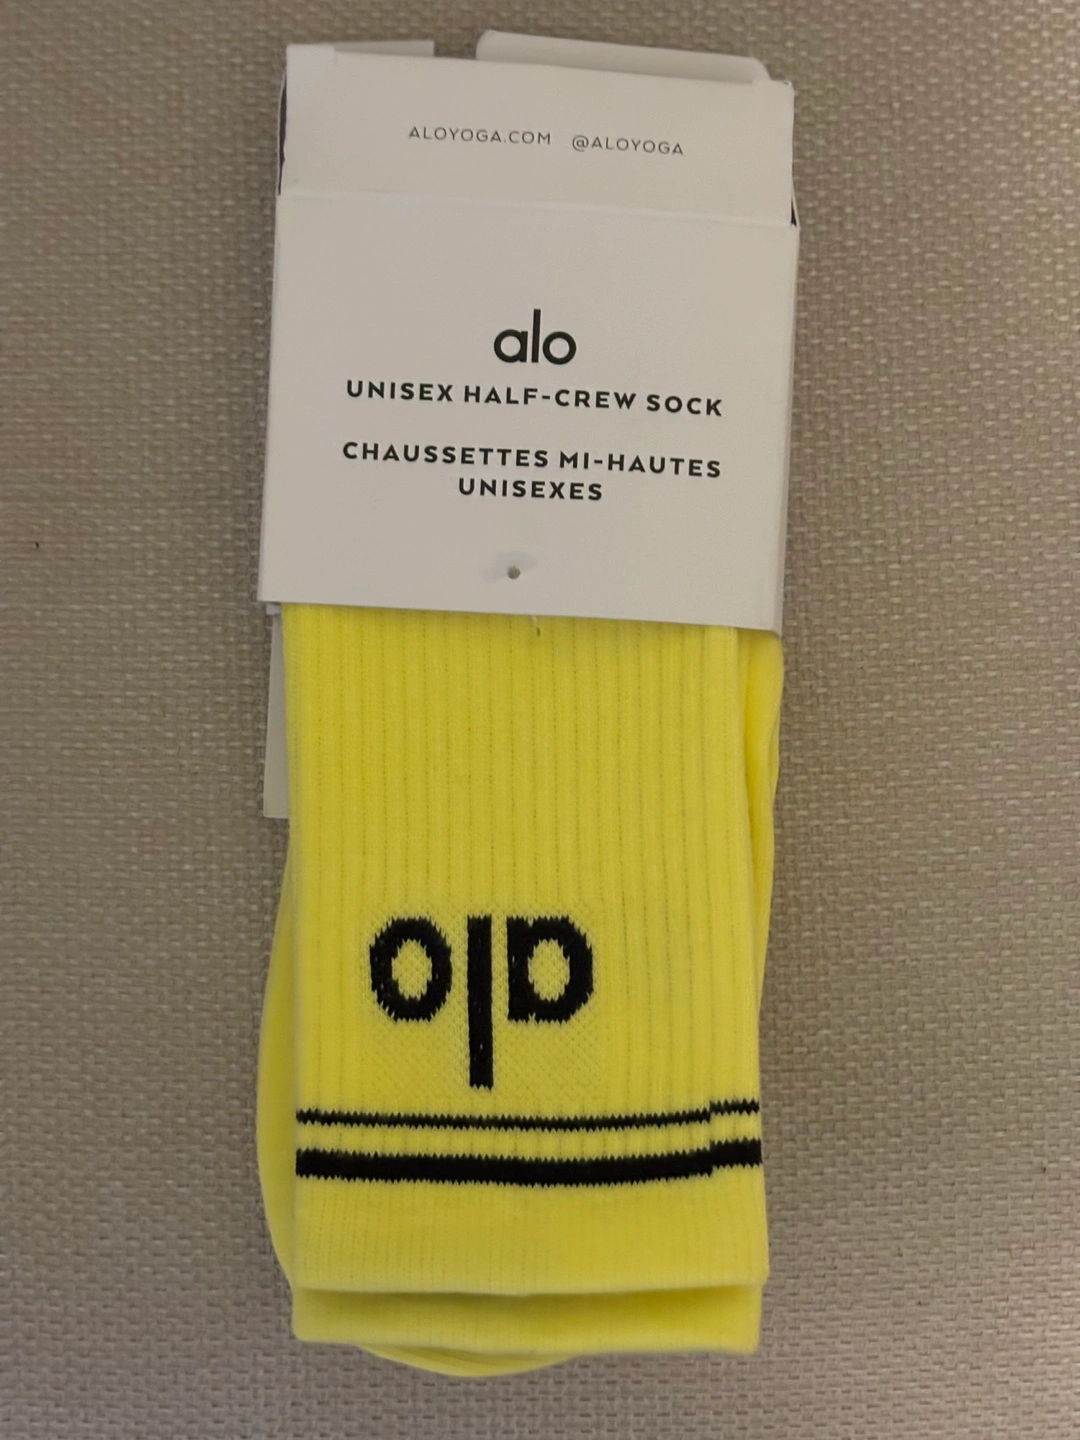 ALOYOGA.COM @ALOYOGA
alo
UNISEX HALF-CREW SOCK
CHAUSSETTES MI-HAUTES
UNISEXES
alo